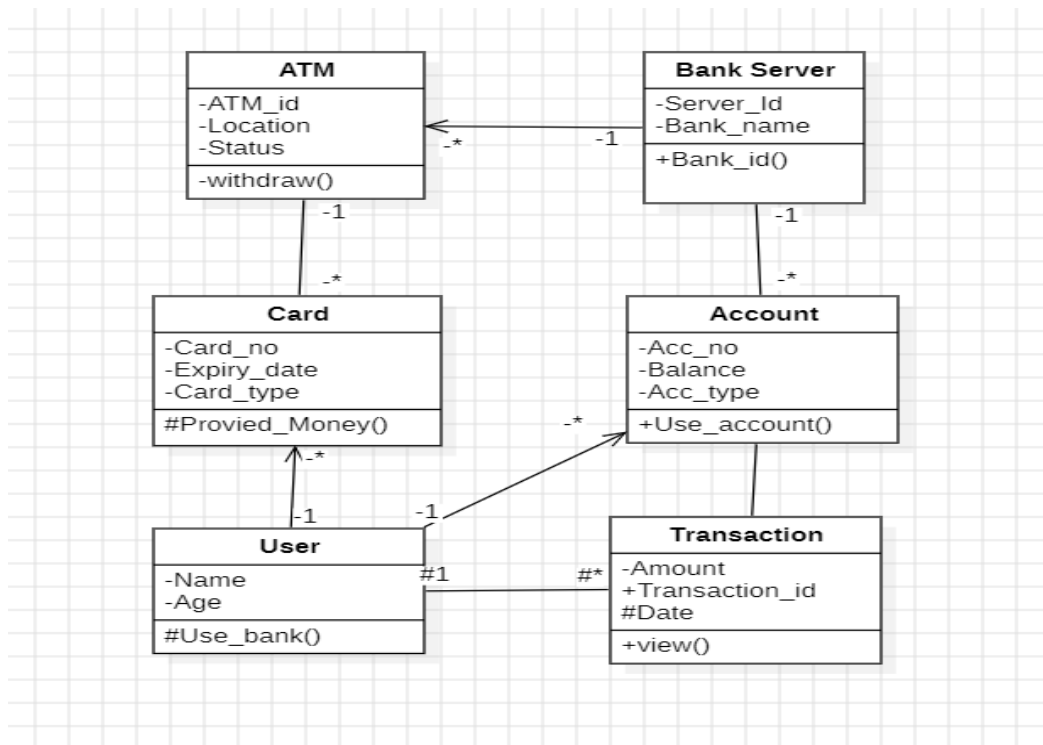 ATM
-ATM_id
-Location
-Status
-withdraw()
Bank Server
-Server_Id
-Bank_name
+Bank_id()
-*
-1
-1
-*
-1
-*
Card
-Card_no
-Expiry_date
-Card_type
#Provied_Money()
Account
-Acc_no
-Balance
-Acc_type
+Use_account()
-*
-1
-*
-1
User
-Name
-Age
#Use_bank()
#1
#*
Transaction
-Amount
+Transaction_id
#Date
+view()